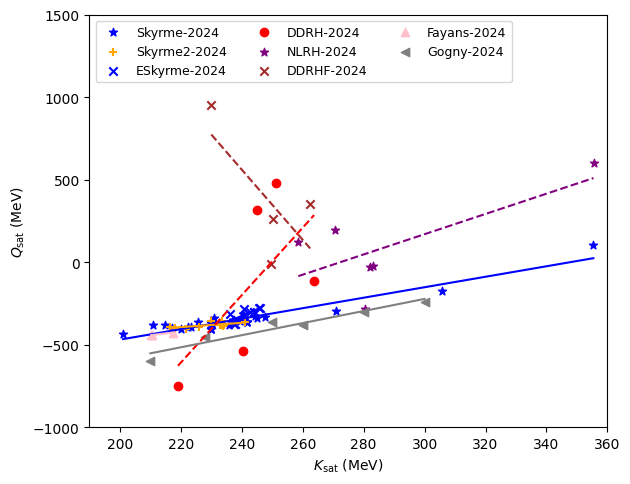 Skyrme-2024
Skyrme2-2024
ESkyrme-2024
DDRH-2024
NLRH-2024
DDRHF-2024
Fayans-2024
Gogny-2024
1500
1000
500
0
−500
−1000
Q_sat (MeV)
200 220 240 260 280 300 320 340 360
K_sat (MeV)